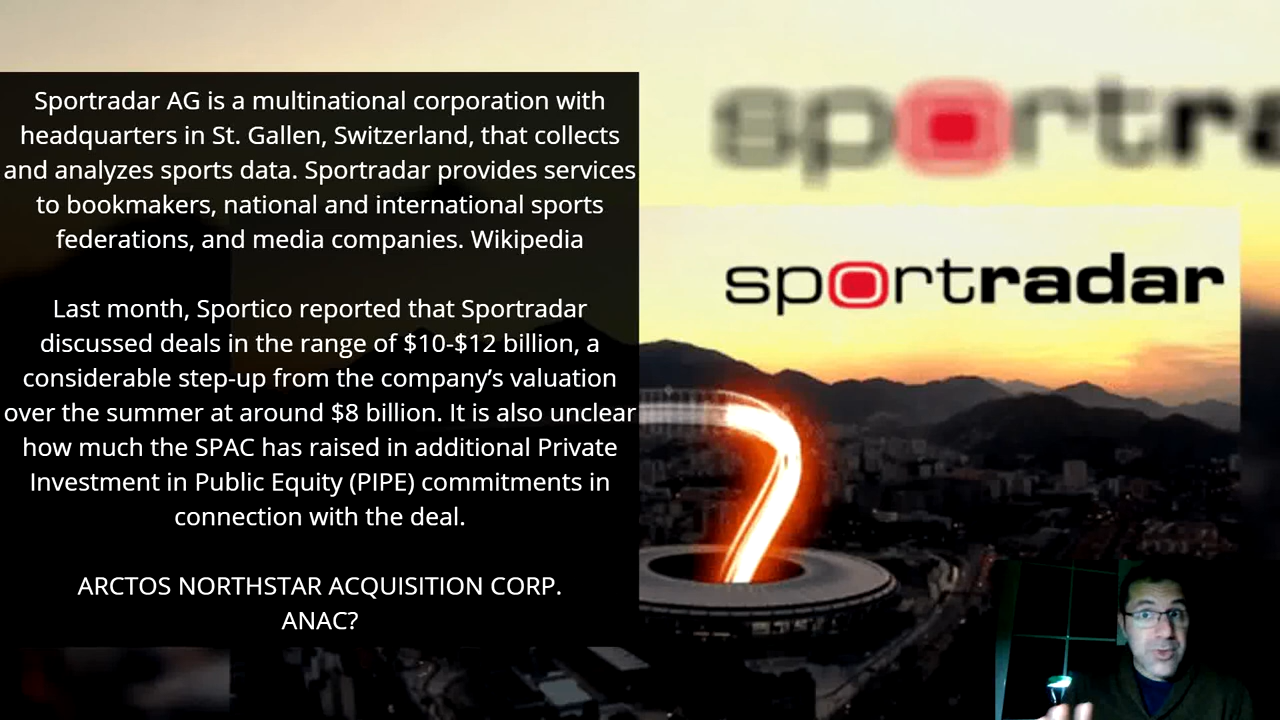 Sportradar AG is a multinational corporation with
headquarters in St. Gallen, Switzerland, that collects
and analyzes sports data. Sportradar provides services
to bookmakers, national and international sports
federations, and media companies. Wikipedia
Last month, Sportico reported that Sportradar
discussed deals in the range of $10-$12 billion, a
considerable step-up from the company’s valuation
over the summer at around $8 billion. It is also unclear
how much the SPAC has raised in additional Private
Investment in Public Equity (PIPE) commitments in
connection with the deal.
ARCTOS NORTHSTAR ACQUISITION CORP.
ANAC?
sportra
sportradar